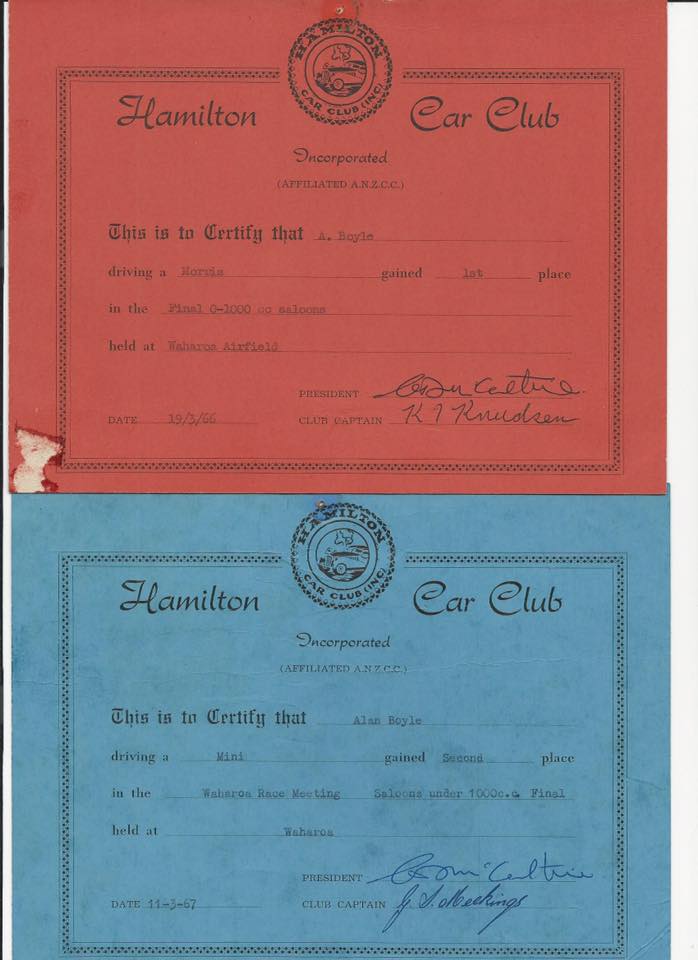 HAMILTON
CAR CLUB (INC)
Hamilton Car Club
Incorporated
(AFFILIATED A.N.Z.C.C.)
This is to Certify that A. Boyle
driving a Morris gained 1st place
in the Final 0-1000 cc saloons
held at Waharoa Airfield
PRESIDENT
DATE 19/3/66 CLUB CAPTAIN K I Knudsen
HAMILTON
CAR CLUB (INC)
Hamilton Car Club
Incorporated
(AFFILIATED A.N.Z.C.C.)
This is to Certify that Alan Boyle
driving a Mini gained Second place
in the Waharoa Race Meeting Saloons under 1000c.c. Final
held at Waharoa
PRESIDENT
DATE 11-3-67 CLUB CAPTAIN G. S. Meekings